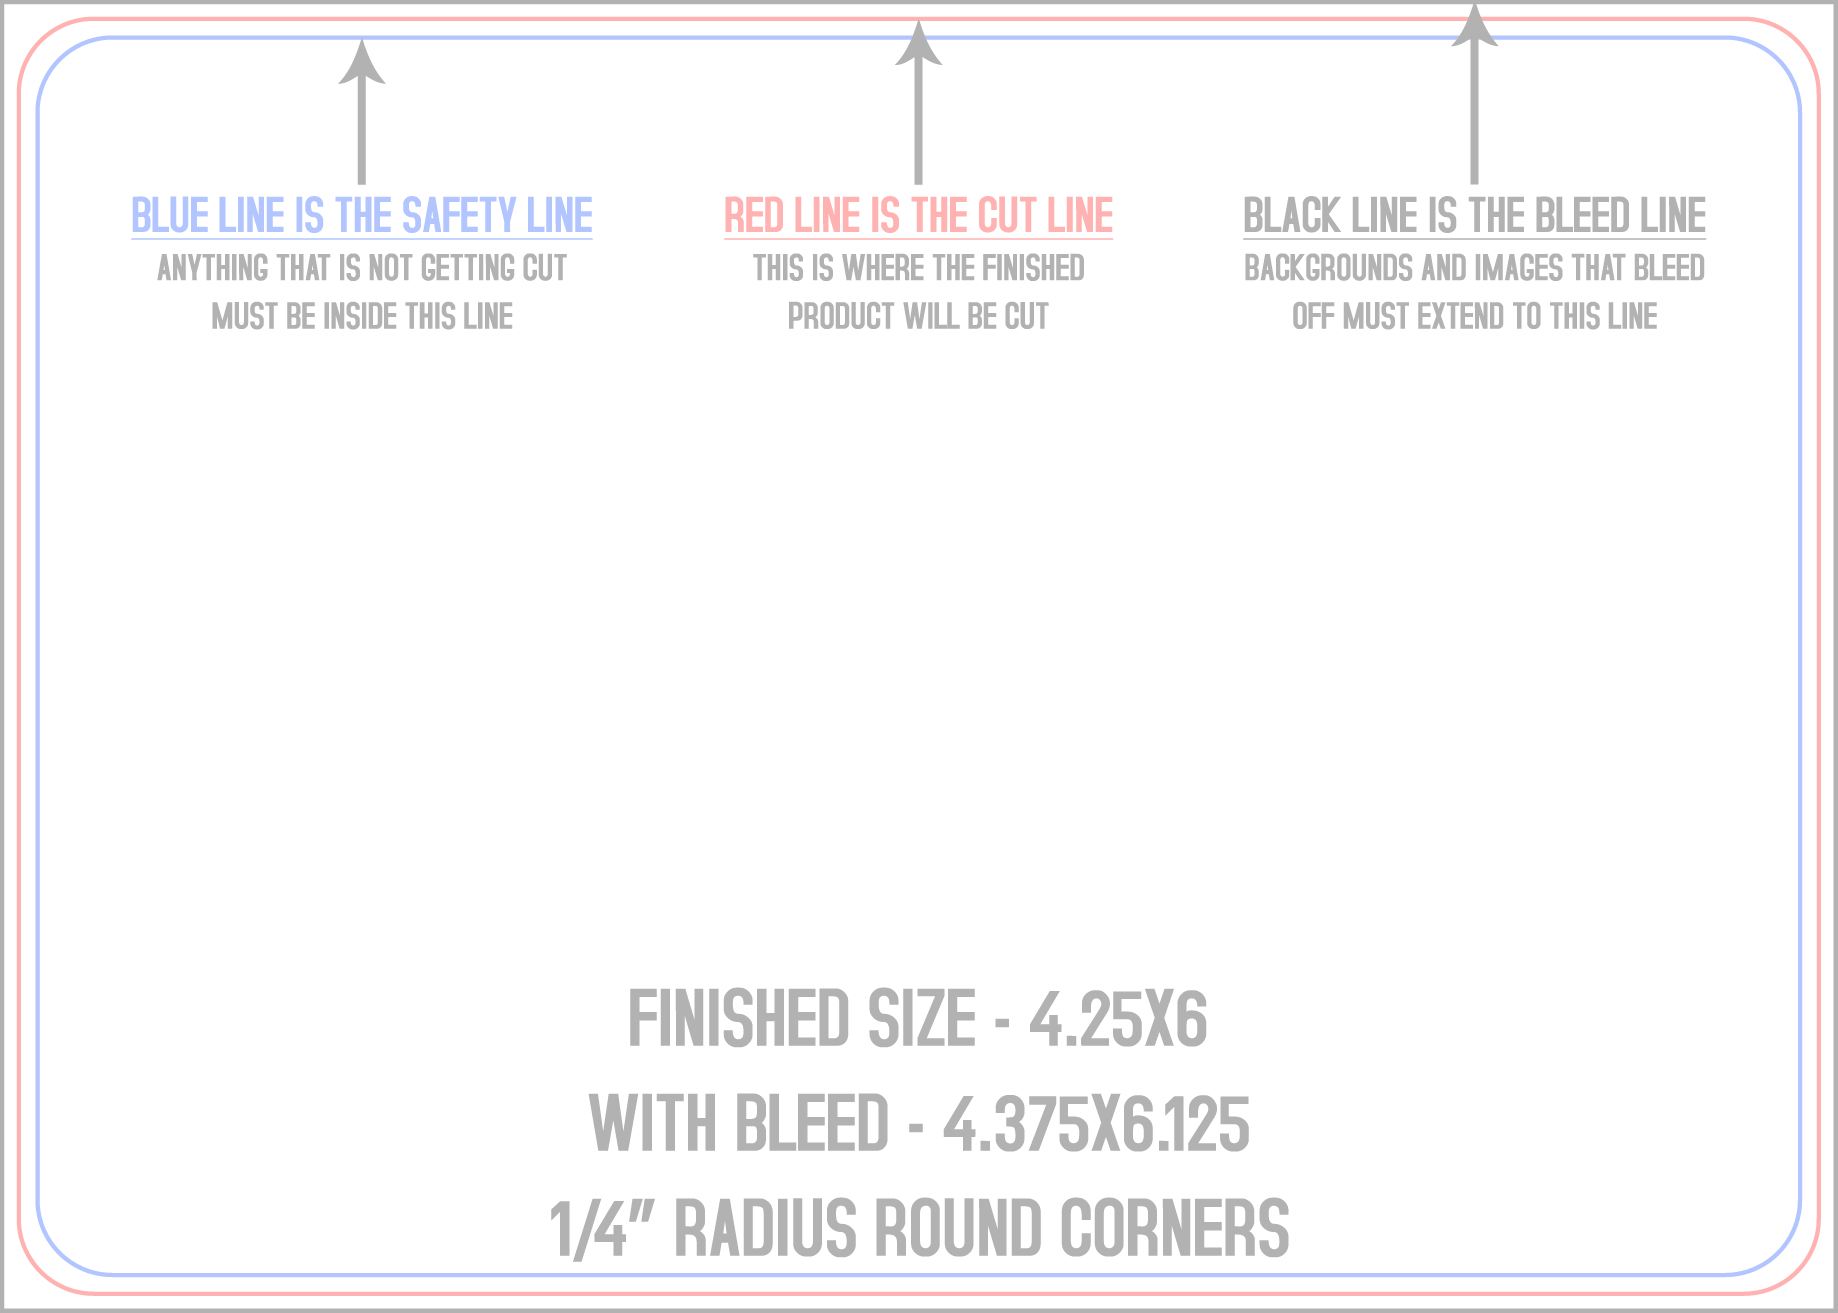 BLUE LINE IS THE SAFETY LINE
ANYTHING THAT IS NOT GETTING CUT
MUST BE INSIDE THIS LINE
RED LINE IS THE CUT LINE
THIS IS WHERE THE FINISHED
PRODUCT WILL BE CUT
BLACK LINE IS THE BLEED LINE
BACKGROUNDS AND IMAGES THAT BLEED
OFF MUST EXTEND TO THIS LINE
FINISHED SIZE - 4.25X6
WITH BLEED - 4.375X6.125
1/4" RADIUS ROUND CORNERS